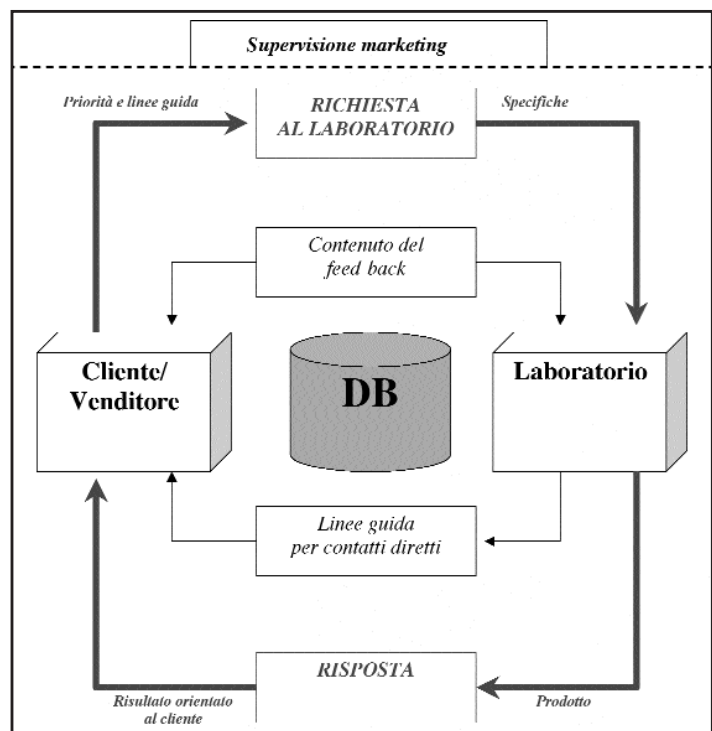 Supervisione marketing
Priorità e linee guida
RICHIESTA
AL LABORATORIO
Specifiche
Contenuto del
feed back
Cliente/
Venditore
DB
Laboratorio
Linee guida
per contatti diretti
RISPOSTA
Risultato orientato
al cliente
Prodotto